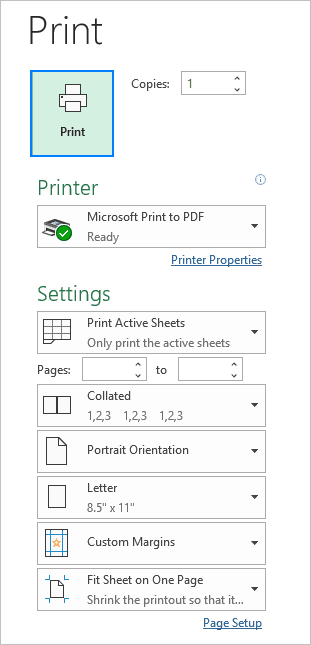 Print
Copies: 1
Print
Printer
Microsoft Print to PDF
Ready
Printer Properties
Settings
Print Active Sheets
Only print the active sheets
Pages: to
Collated
1,2,3 1,2,3 1,2,3
Portrait Orientation
Letter
8.5" x 11"
Custom Margins
Fit Sheet on One Page
Shrink the printout so that it...
Page Setup